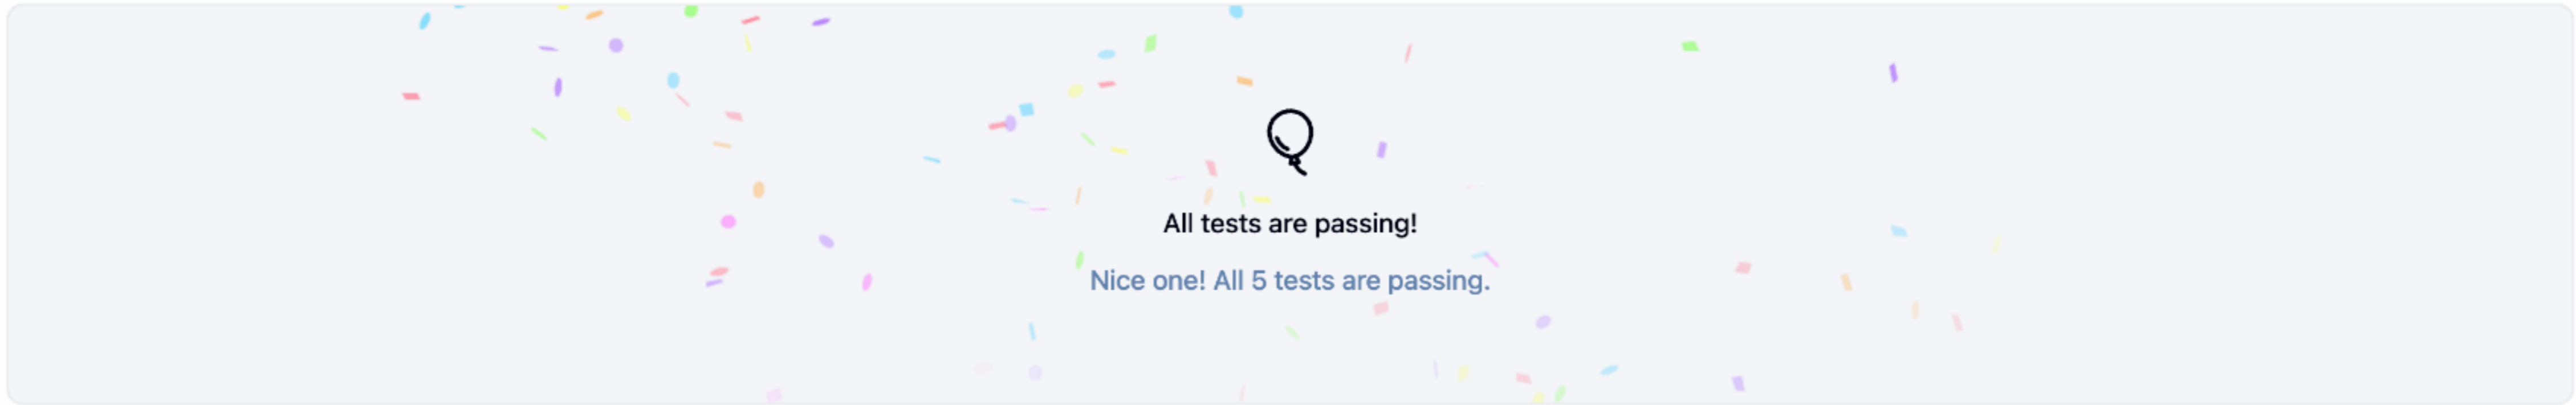 All tests are passing!
Nice one! All 5 tests are passing.